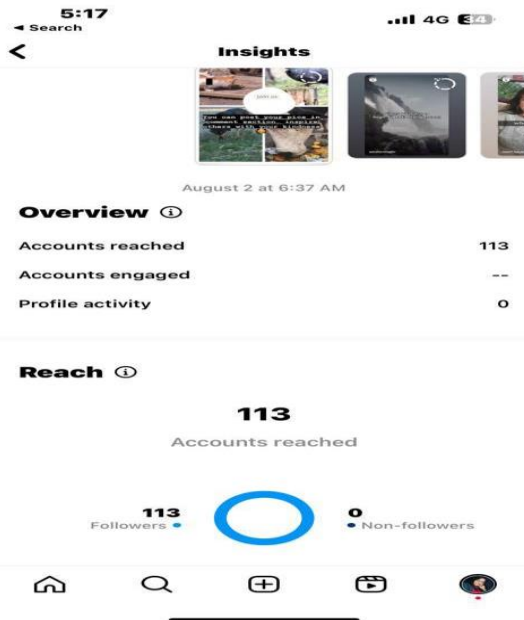 5:17
4G 34
◄ Search
Insights
You can post your pics in
comment section. inspire
others with your kindness
August 2 at 6:37 AM
Overview
Accounts reached 113
Accounts engaged --
Profile activity 0
Reach
113
Accounts reached
113 0
Followers Non-followers